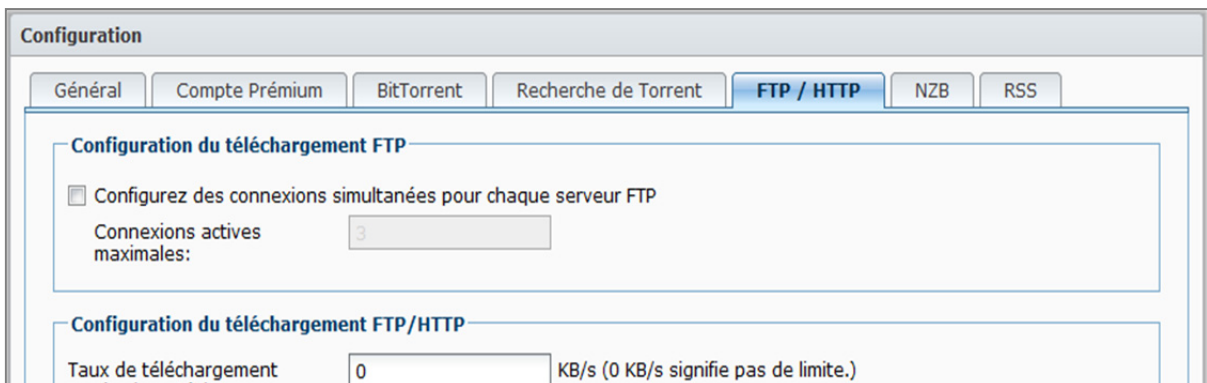 Configuration
Général Compte Prémium BitTorrent Recherche de Torrent FTP / HTTP NZB RSS
Configuration du téléchargement FTP
Configurez des connexions simultanées pour chaque serveur FTP
Connexions actives 3
maximales:
Configuration du téléchargement FTP/HTTP
Taux de téléchargement 0 KB/s (0 KB/s signifie pas de limite.)